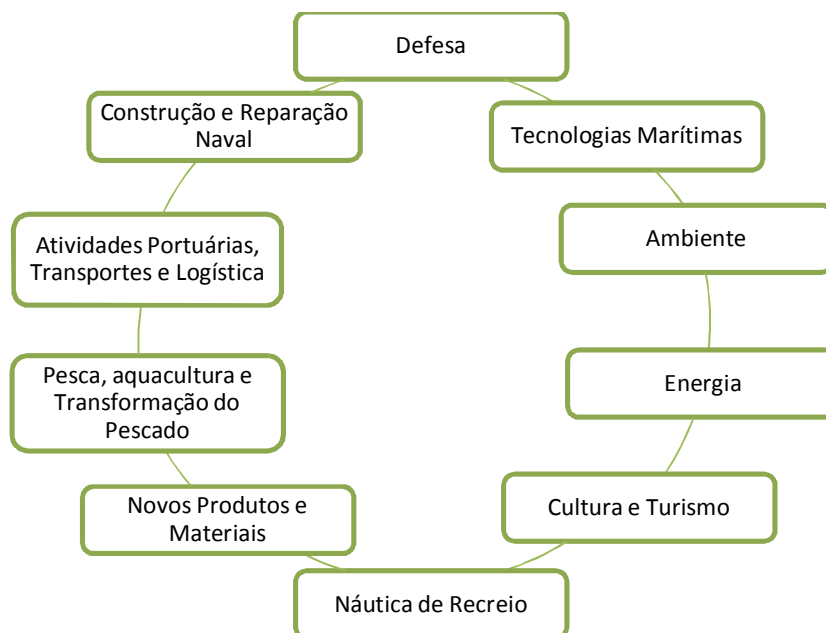 Defesa
Construção e Reparação
Naval
Tecnologias Marítimas
Atividades Portuárias,
Transportes e Logística
Ambiente
Pesca, aquacultura e
Transformação do
Pescado
Energia
Novos Produtos e
Materiais
Cultura e Turismo
Náutica de Recreio